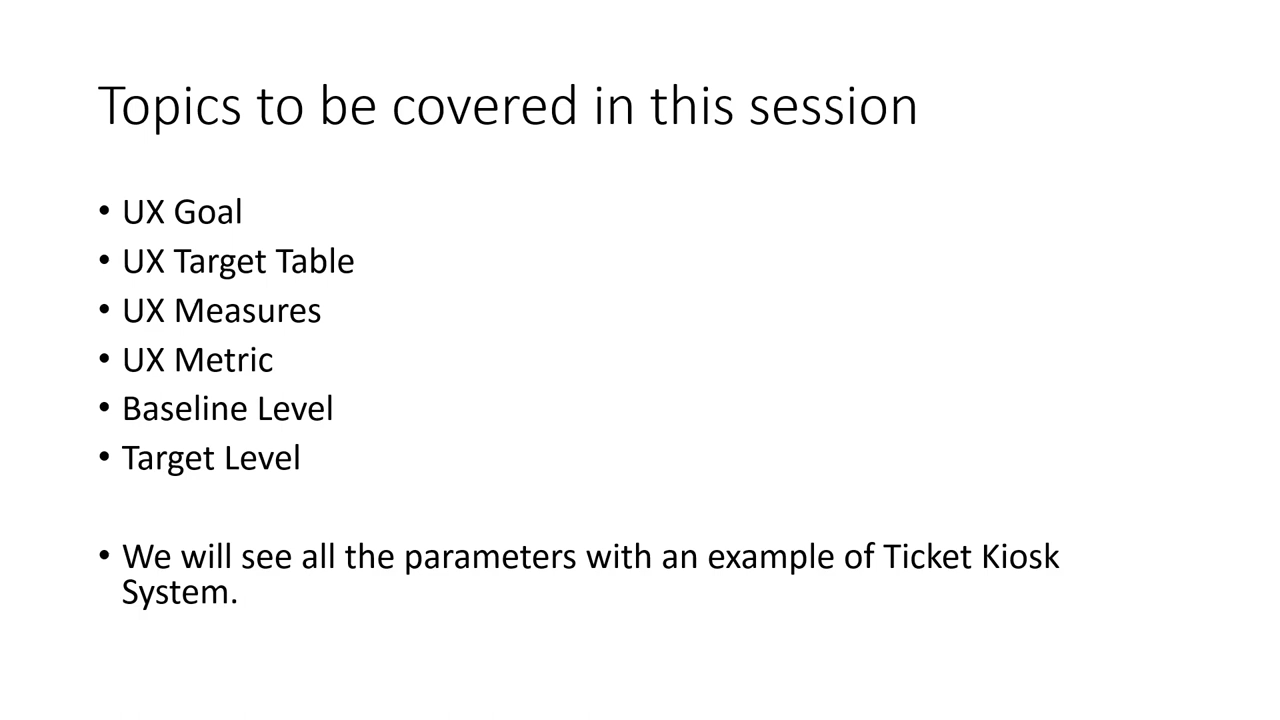 Topics to be covered in this session
• UX Goal
• UX Target Table
• UX Measures
• UX Metric
• Baseline Level
• Target Level
• We will see all the parameters with an example of Ticket Kiosk
System.